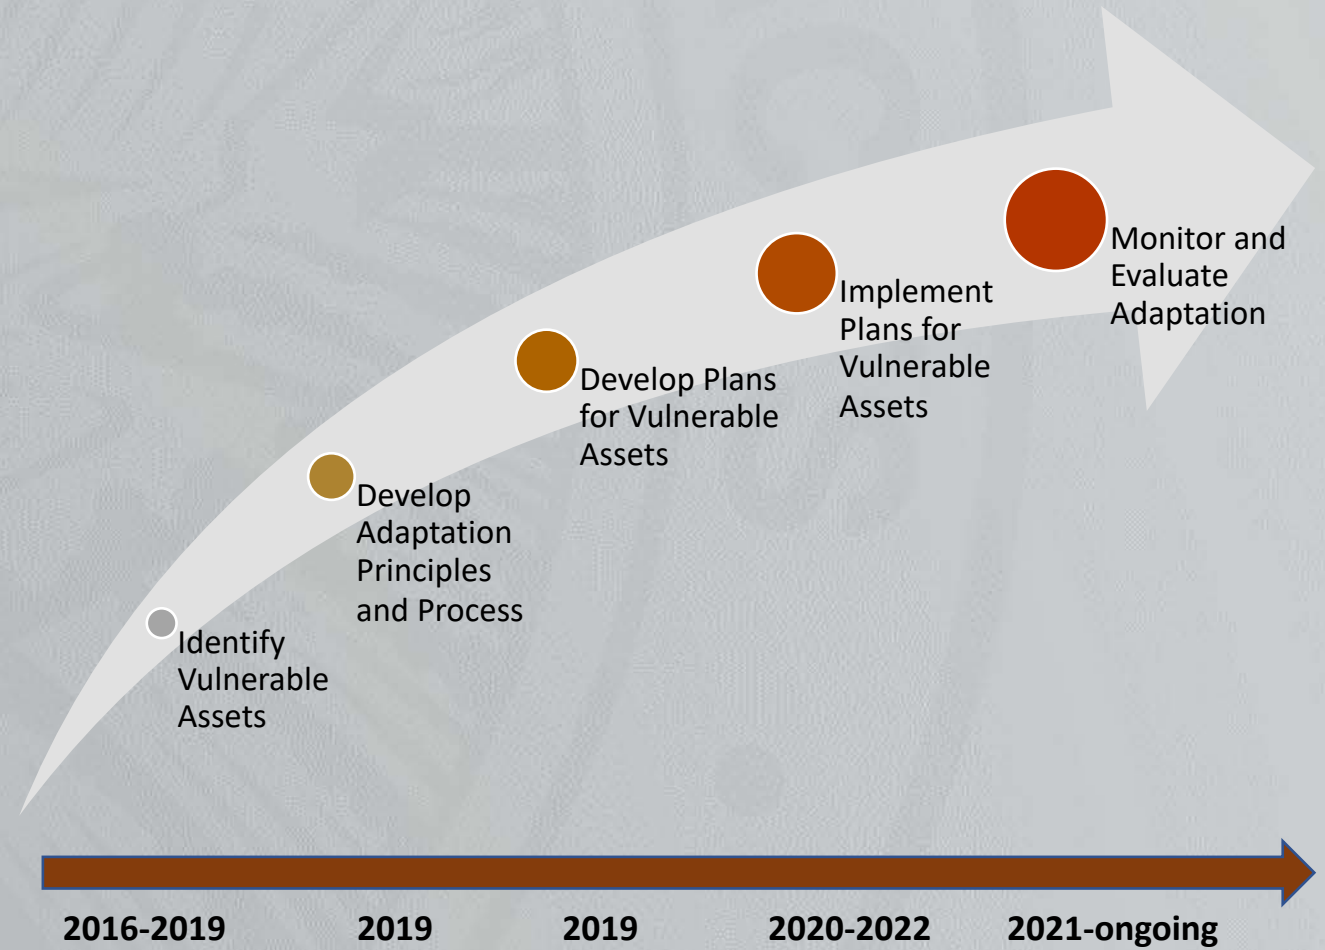 Identify
Vulnerable
Assets
Develop
Adaptation
Principles
and Process
Develop Plans
for Vulnerable
Assets
Implement
Plans for
Vulnerable
Assets
Monitor and
Evaluate
Adaptation
2016-2019
2019
2019
2020-2022
2021-ongoing